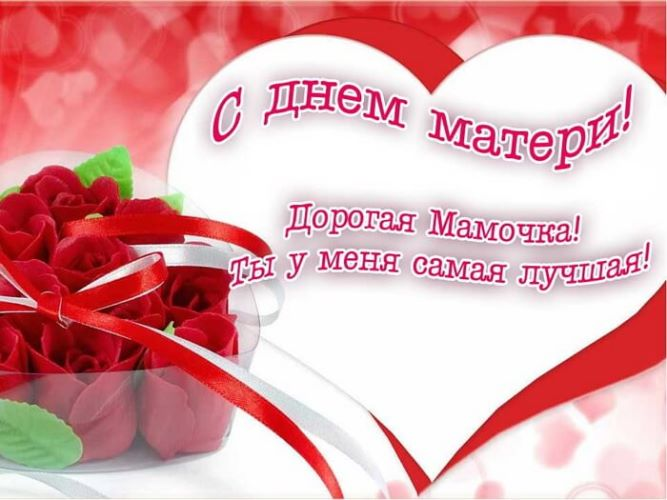 С днем матери!
Дорогая Мамочка!
Ты у меня самая лучшая!